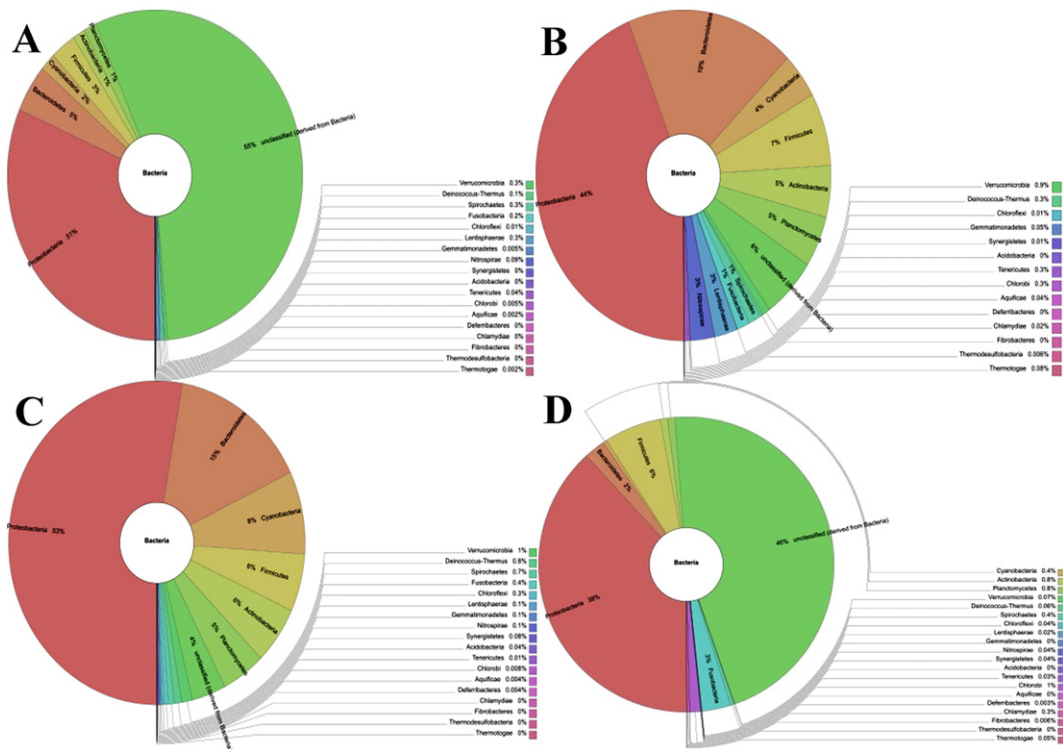 A
Planctomycetes 1%
Actinobacteria 1%
Firmicutes 3%
Cyanobacteria 2%
Bacteroidetes 5%
Proteobacteria 31%
Bacteria
55% unclassified (derived from Bacteria)
Verrucomicrobia 0.3%
Deinococcus-Thermus 0.1%
Spirochaetes 0.3%
Fusobacteria 0.2%
Chloroflexi 0.01%
Lentisphaerae 0.3%
Gemmatimonadetes 0.005%
Nitrospirae 0.09%
Synergistetes 0%
Acidobacteria 0%
Tenericutes 0.04%
Chlorobi 0.005%
Aquificae 0.002%
Deferribacteres 0%
Chlamydiae 0%
Fibrobacteres 0%
Thermodesulfobacteria 0%
Thermotogae 0.002%
B
19% Bacteroidetes
4% Cyanobacteria
7% Firmicutes
5% Actinobacteria
5% Planctomycetes
6% unclassified (derived from Bacteria)
1% Spirochaetes
1% Fusobacteria
3% Lentisphaerae
3% Nitrospirae
Proteobacteria 44%
Bacteria
Verrucomicrobia 0.9%
Deinococcus-Thermus 0.3%
Chloroflexi 0.01%
Gemmatimonadetes 0.05%
Synergistetes 0.01%
Acidobacteria 0%
Tenericutes 0.3%
Chlorobi 0.3%
Aquificae 0.04%
Deferribacteres 0%
Chlamydiae 0.02%
Fibrobacteres 0%
Thermodesulfobacteria 0.006%
Thermotogae 0.08%
C
15% Bacteroidetes
8% Cyanobacteria
6% Firmicutes
6% Actinobacteria
5% Planctomycetes
4% unclassified (derived from Bacteria)
Proteobacteria 53%
Bacteria
Verrucomicrobia 1%
Deinococcus-Thermus 0.8%
Spirochaetes 0.7%
Fusobacteria 0.4%
Chloroflexi 0.3%
Lentisphaerae 0.1%
Gemmatimonadetes 0.1%
Nitrospirae 0.1%
Synergistetes 0.08%
Acidobacteria 0.04%
Tenericutes 0.01%
Chlorobi 0.008%
Aquificae 0.004%
Deferribacteres 0.004%
Chlamydiae 0%
Fibrobacteres 0%
Thermodesulfobacteria 0%
Thermotogae 0%
D
Firmicutes 6%
Bacteroidetes 2%
Proteobacteria 38%
Bacteria
46% unclassified (derived from Bacteria)
3% Fusobacteria
Cyanobacteria 0.4%
Actinobacteria 0.8%
Planctomycetes 0.8%
Verrucomicrobia 0.07%
Deinococcus-Thermus 0.06%
Spirochaetes 0.4%
Chloroflexi 0.04%
Lentisphaerae 0.02%
Gemmatimonadetes 0%
Nitrospirae 0.04%
Synergistetes 0.04%
Acidobacteria 0%
Tenericutes 0.03%
Chlorobi 1%
Aquificae 0%
Deferribacteres 0.003%
Chlamydiae 0.3%
Fibrobacteres 0.006%
Thermodesulfobacteria 0%
Thermotogae 0.05%